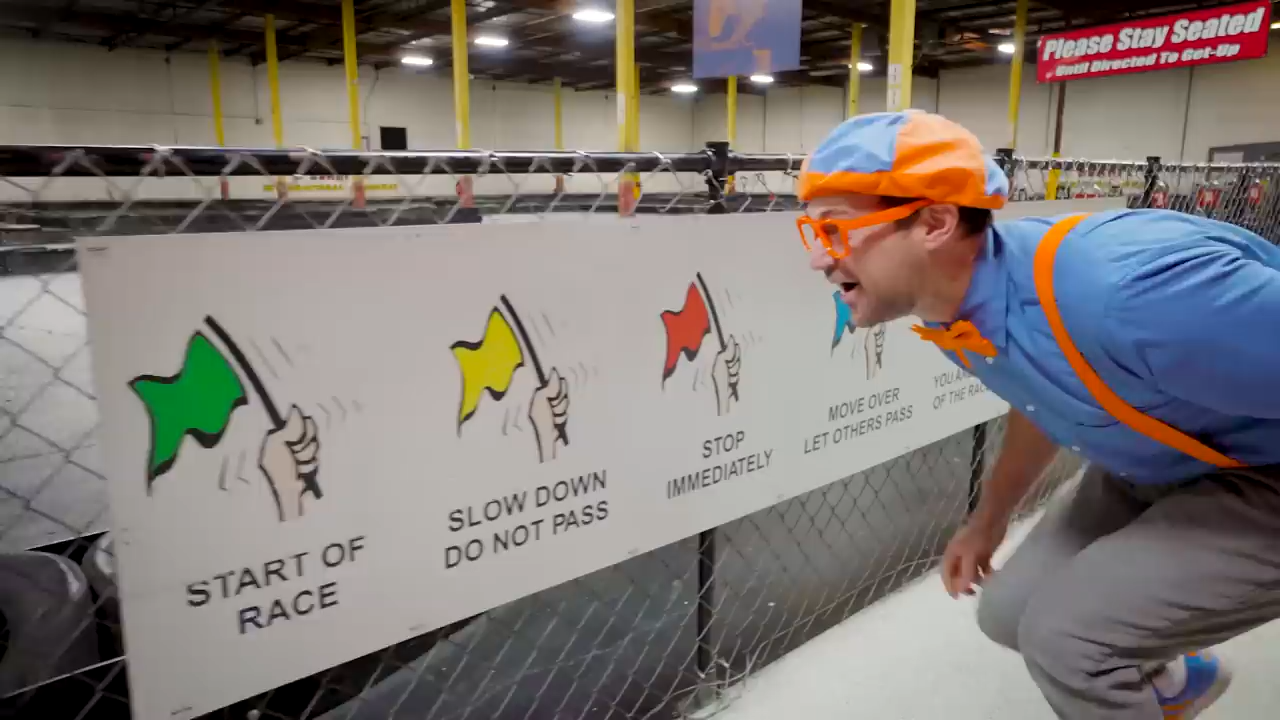 Please Stay Seated
Until Directed To Get-Up
START OF
RACE
SLOW DOWN
DO NOT PASS
STOP
IMMEDIATELY
MOVE OVER
LET OTHERS PASS
YOU
OF THE